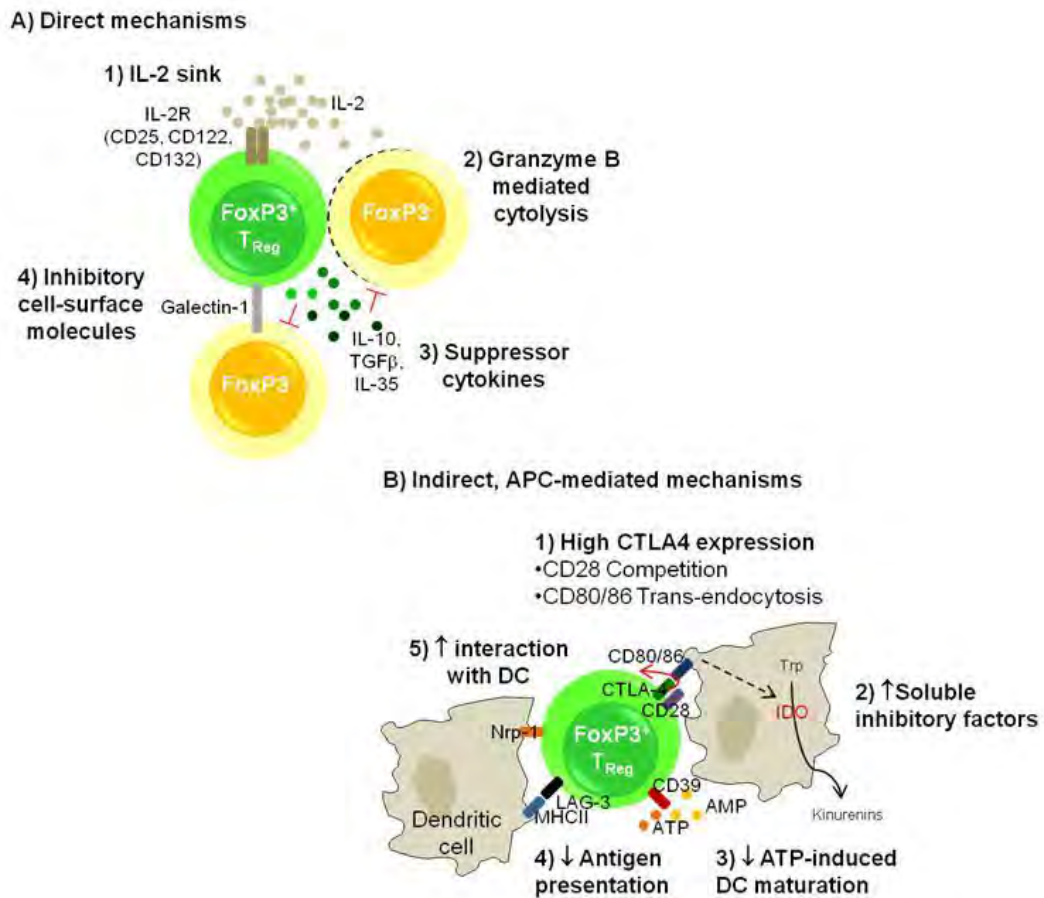 A) Direct mechanisms
1) IL-2 sink
IL-2R
(CD25, CD122,
CD132)
IL-2
2) Granzyme B
mediated
cytolysis
FoxP3⁺
T_Reg
FoxP3⁻
4) Inhibitory
cell-surface
molecules
Galectin-1
IL-10,
TGFβ,
IL-35
3) Suppressor
cytokines
FoxP3⁻
B) Indirect, APC-mediated mechanisms
1) High CTLA4 expression
•CD28 Competition
•CD80/86 Trans-endocytosis
5) ↑ interaction
with DC
CD80/86
CTLA-4
CD28
Trp
IDO
2) ↑Soluble
inhibitory factors
Nrp-1
FoxP3⁺
T_Reg
CD39
AMP
ATP
LAG-3
MHCII
Dendritic
cell
Kinurenins
4) ↓ Antigen
presentation
3) ↓ ATP-induced
DC maturation